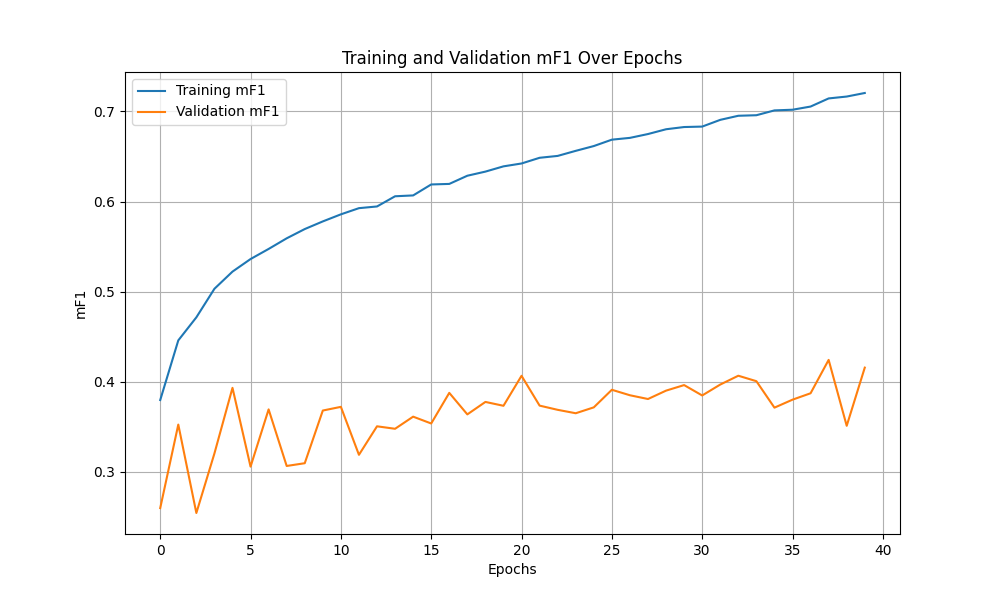 Training and Validation mF1 Over Epochs
Training mF1
Validation mF1
mF1
0.7
0.6
0.5
0.4
0.3
0 5 10 15 20 25 30 35 40
Epochs